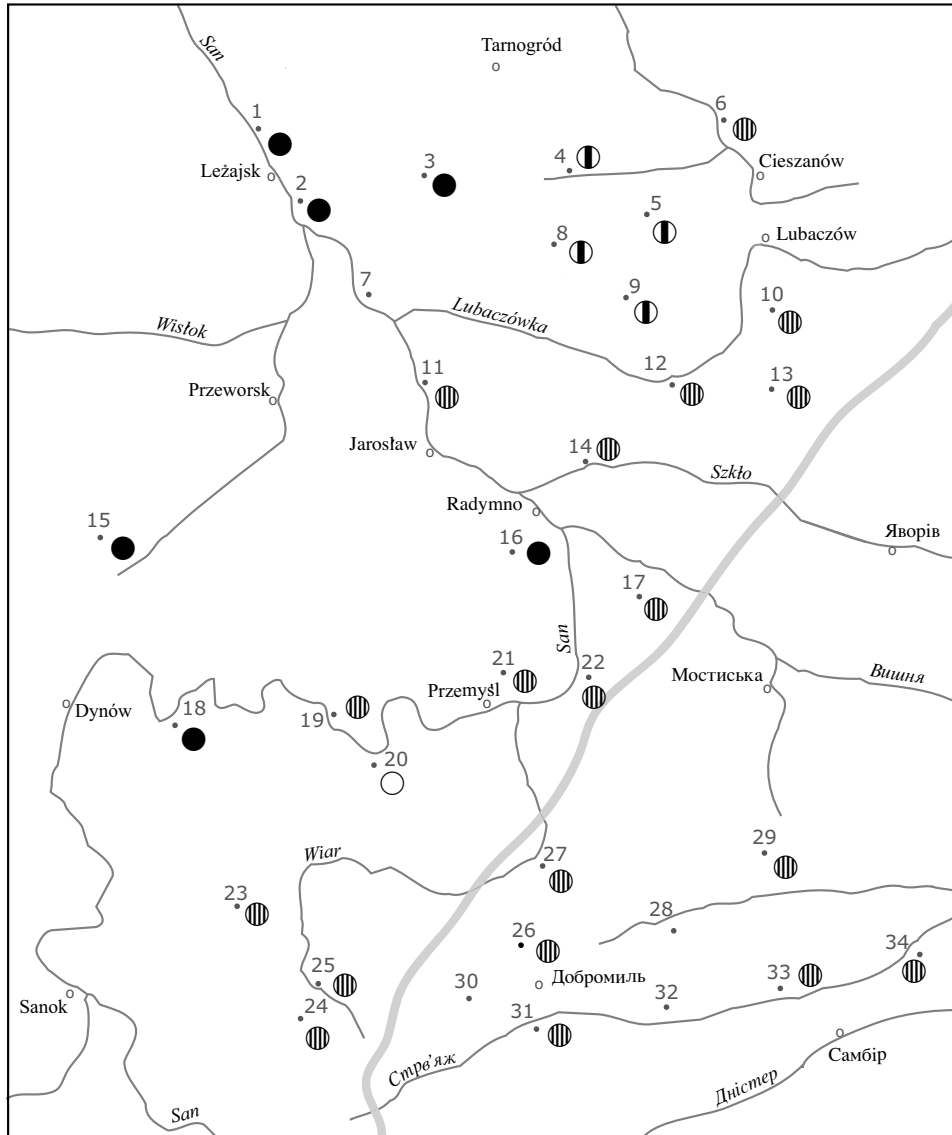 San
Tarnogród
1
6
Leżajsk
3
4
Cieszanów
2
5
8
Lubaczów
7
9
10
Wisłok
Lubaczówka
Przeworsk
11
12
13
Jarosław
14
Szkło
Radymno
15
16
Яворів
17
San
21
22
Przemyśl
Мостиська
Вишня
Dynów
18
19
20
Wiar
27
29
23
28
26
34
25
30
Добромиль
33
Sanok
24
32
31
Самбір
Стрв'яж
Дністер
San